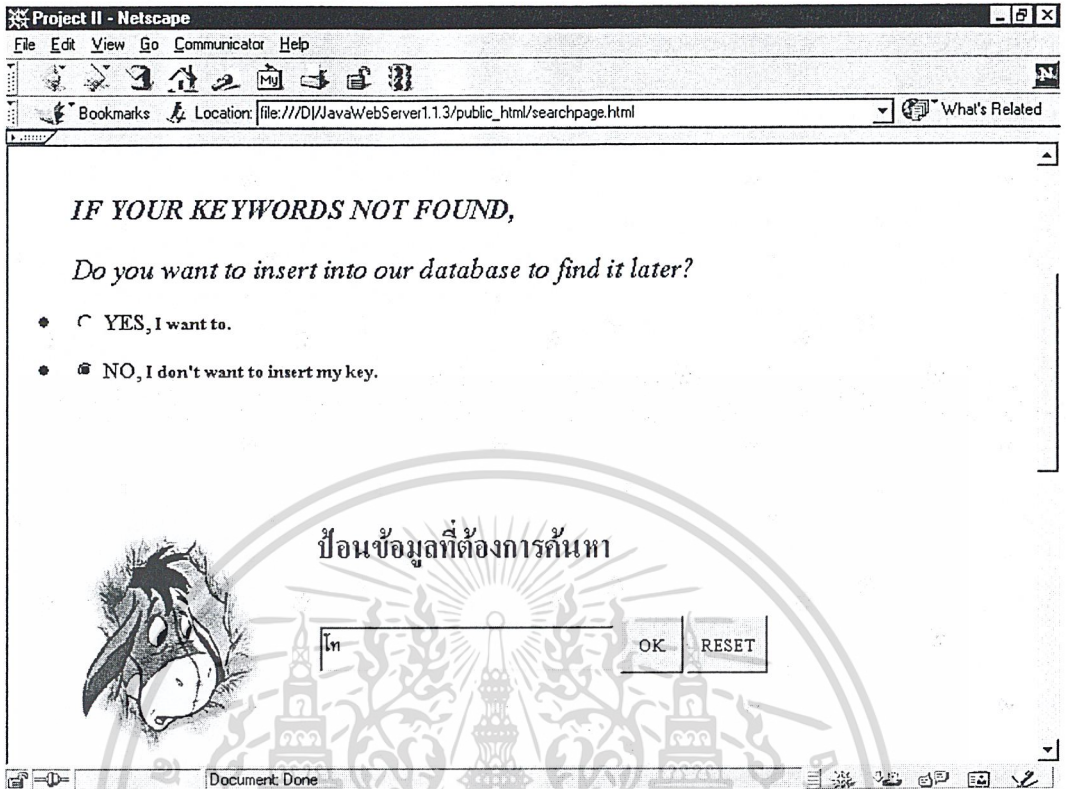 Project II - Netscape
File Edit View Go Communicator Help
My N
Bookmarks Location: file:///D|/JavaWebServer1.1.3/public_html/searchpage.html What's Related
IF YOUR KEYWORDS NOT FOUND,
Do you want to insert into our database to find it later?
YES, I want to.
NO, I don't want to insert my key.
ป้อนข้อมูลที่ต้องการค้นหา
โท OK RESET
Document: Done